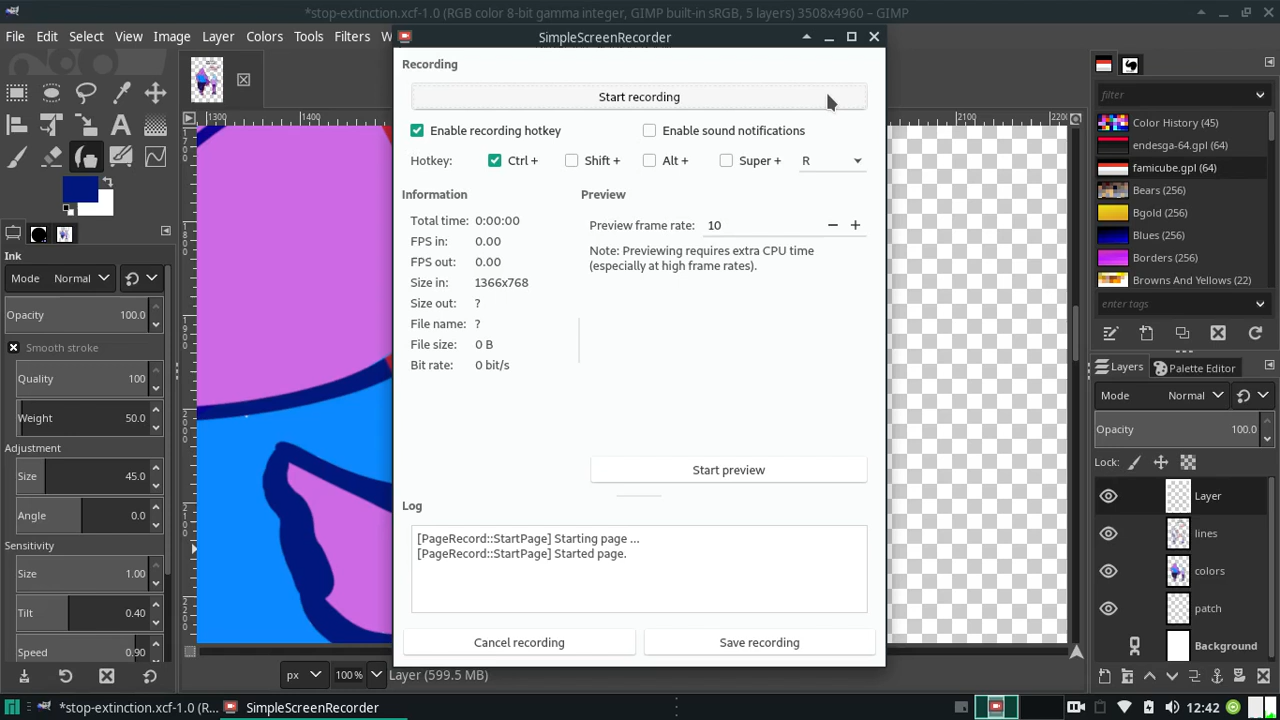 *stop-extinction.xcf-1.0 (RGB color 8-bit gamma integer, GIMP built-in sRGB, 5 layers) 3508x4960 – GIMP
File Edit Select View Image Layer Colors Tools Filters W
SimpleScreenRecorder
Recording
Start recording
Enable recording hotkey
Enable sound notifications
Hotkey: Ctrl + Shift + Alt + Super + R
Information
Total time: 0:00:00
FPS in: 0.00
FPS out: 0.00
Size in: 1366x768
Size out: ?
File name: ?
File size: 0 B
Bit rate: 0 bit/s
Preview
Preview frame rate: 10
Note: Previewing requires extra CPU time
(especially at high frame rates).
Start preview
Log
[PageRecord::StartPage] Starting page ...
[PageRecord::StartPage] Started page.
Cancel recording
Save recording
Ink
Mode Normal
Opacity 100.0
Smooth stroke
Quality 100
Weight 50.0
Adjustment
Size 45.0
Angle 0.0
Sensitivity
Size 1.00
Tilt 0.40
Speed 0.90
1300 1400 2100
px 100% Layer (599.5 MB)
filter
Color History (45)
endesga-64.gpl (64)
famicube.gpl (64)
Bears (256)
Bgold (256)
Blues (256)
Borders (256)
Browns And Yellows (22)
enter tags
Layers Palette Editor
Mode Normal
Opacity 100.0
Lock:
Layer
lines
colors
patch
Background
*stop-extinction.xcf-1.0 (R...
SimpleScreenRecorder
12:42